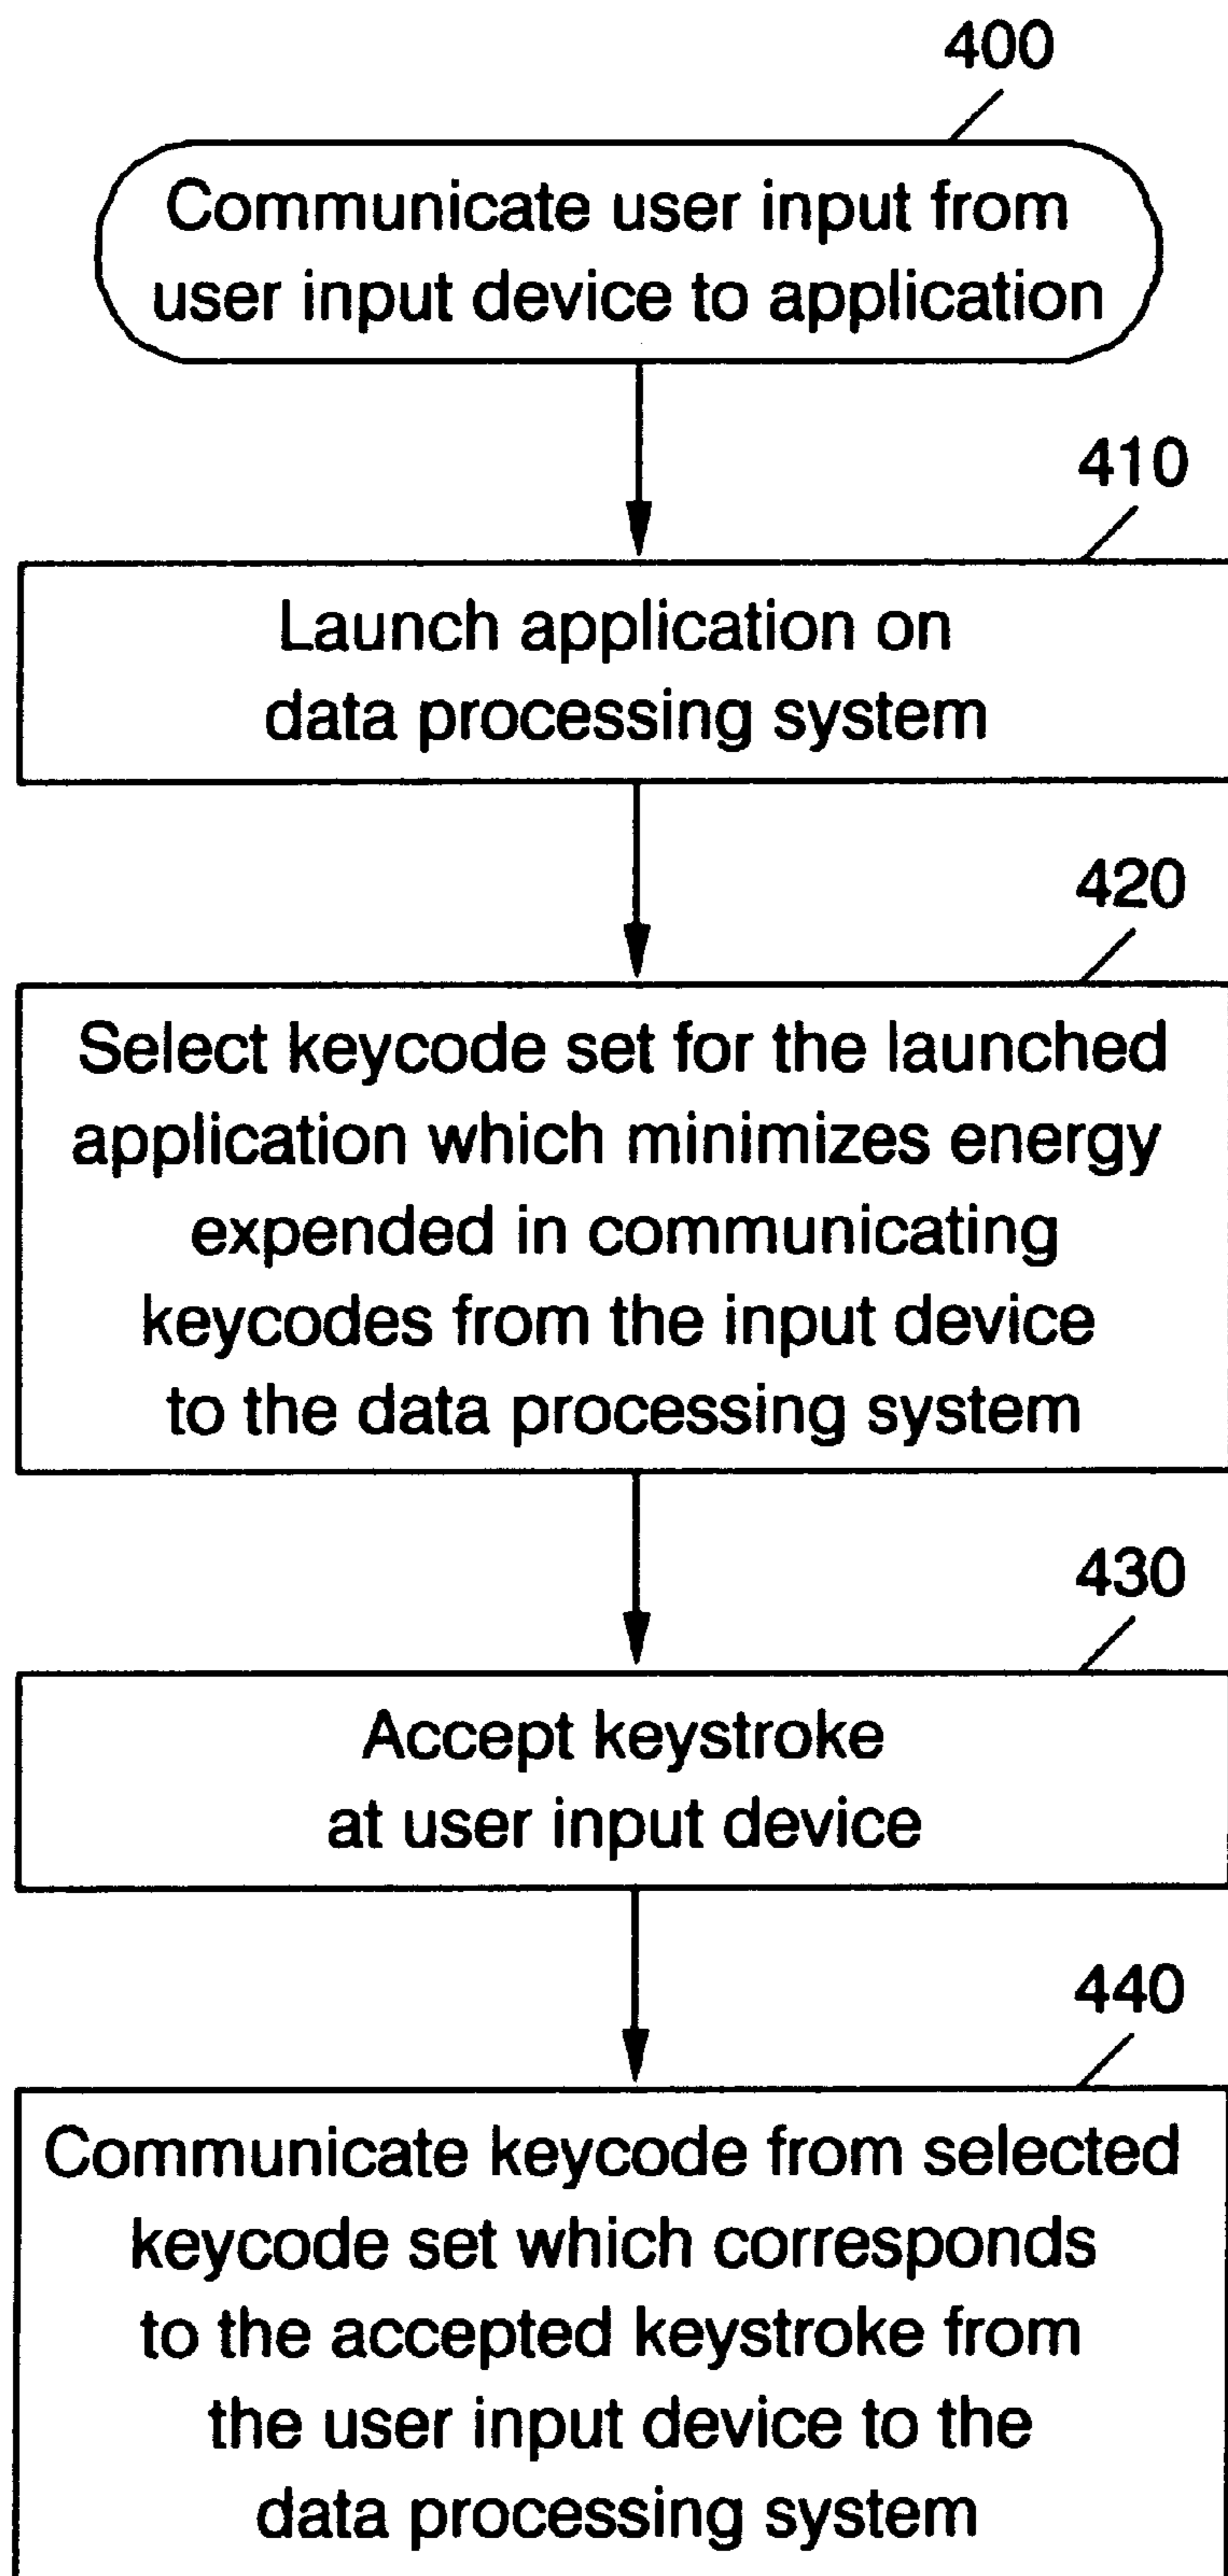 400
Communicate user input from
user input device to application
410
Launch application on
data processing system
420
Select keycode set for the launched
application which minimizes energy
expended in communicating
keycodes from the input device
to the data processing system
430
Accept keystroke
at user input device
440
Communicate keycode from selected
keycode set which corresponds
to the accepted keystroke from
the user input device to the
data processing system